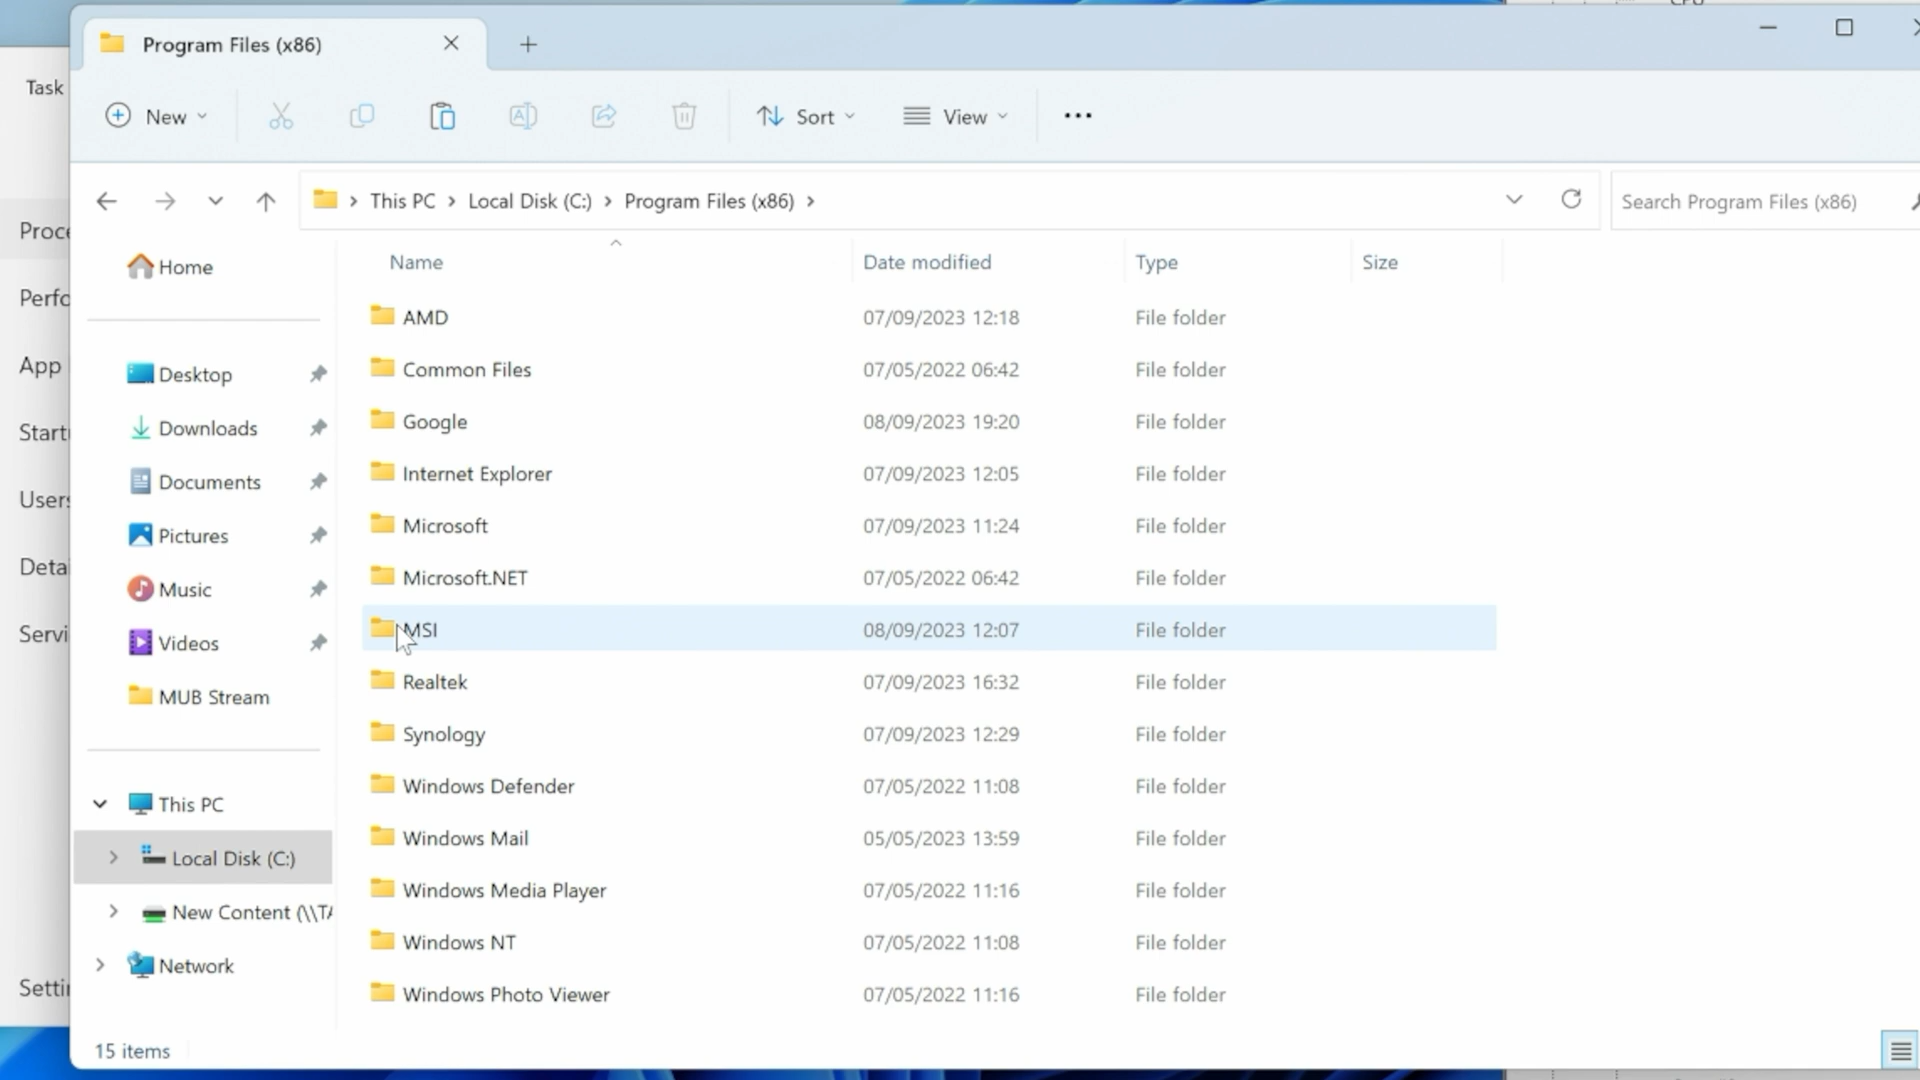 CPU
Program Files (x86)
Task
New
Sort
View
This PC
Local Disk (C:)
Program Files (x86)
Search Program Files (x86)
Name
Date modified
Type
Size
Home
Desktop
Downloads
Documents
Pictures
Music
Videos
MUB Stream
This PC
Local Disk (C:)
New Content (\\TA
Network
Proce
Perfo
App
Start
Users
Detai
Servi
Settin
AMD 07/09/2023 12:18 File folder
Common Files 07/05/2022 06:42 File folder
Google 08/09/2023 19:20 File folder
Internet Explorer 07/09/2023 12:05 File folder
Microsoft 07/09/2023 11:24 File folder
Microsoft.NET 07/05/2022 06:42 File folder
MSI 08/09/2023 12:07 File folder
Realtek 07/09/2023 16:32 File folder
Synology 07/09/2023 12:29 File folder
Windows Defender 07/05/2022 11:08 File folder
Windows Mail 05/05/2023 13:59 File folder
Windows Media Player 07/05/2022 11:16 File folder
Windows NT 07/05/2022 11:08 File folder
Windows Photo Viewer 07/05/2022 11:16 File folder
15 items